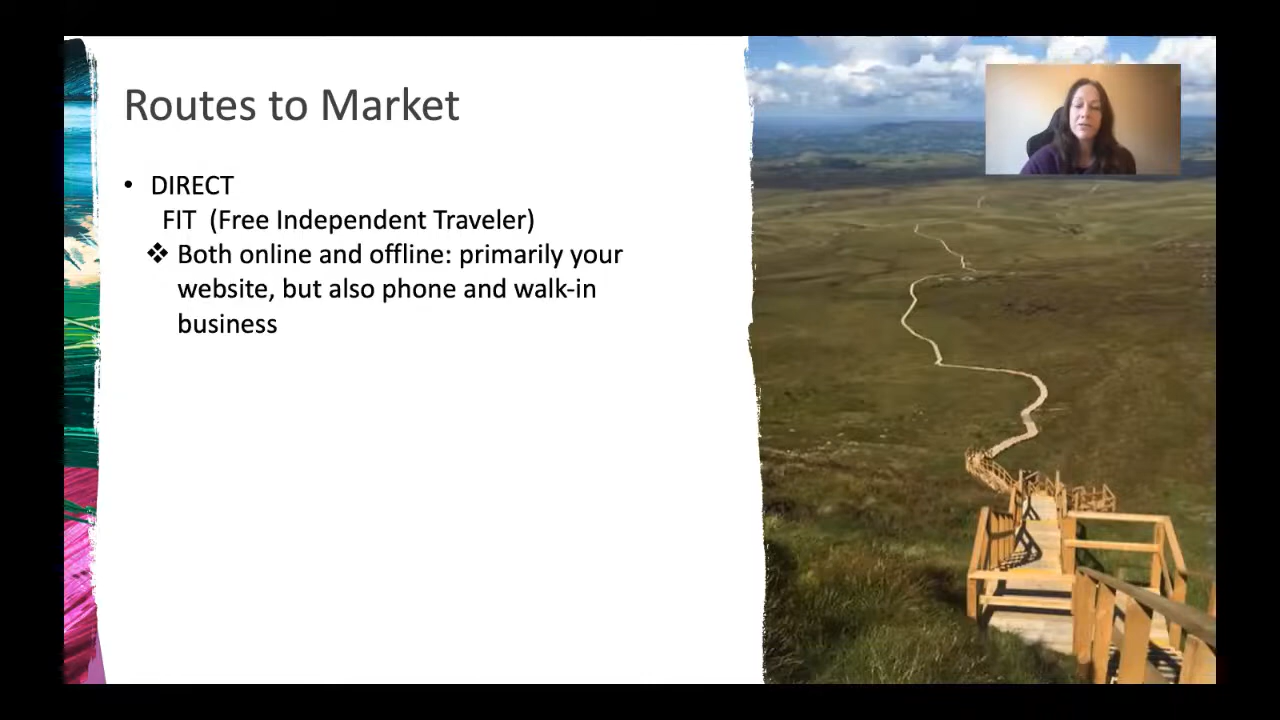 Routes to Market
• DIRECT
FIT (Free Independent Traveler)
❖ Both online and offline: primarily your
website, but also phone and walk-in
business